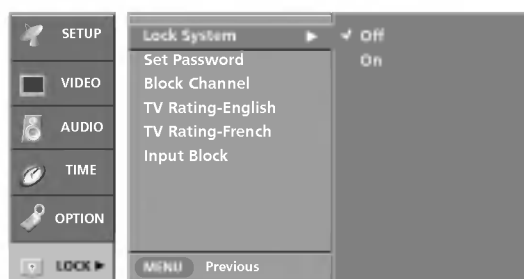 SETUP
VIDEO
AUDIO
TIME
OPTION
LOCK
Lock System
Set Password
Block Channel
TV Rating-English
TV Rating-French
Input Block
MENU Previous
Off
On